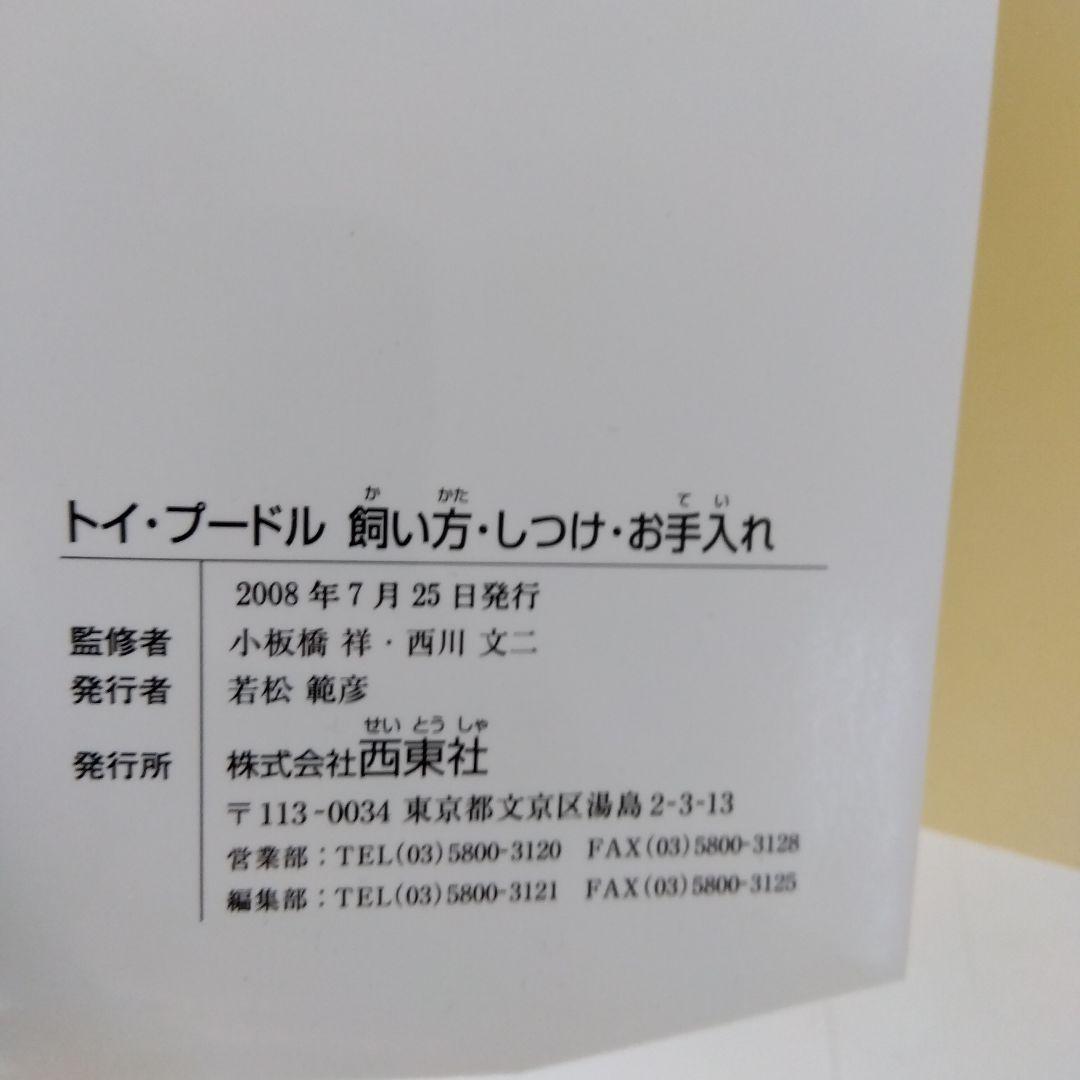 トイ・プードル 飼い方・しつけ・お手入れ
2008年7月25日発行
監修者 小板橋 祥・西川 文二
発行者 若松 範彦
発行所 株式会社西東社
〒113-0034 東京都文京区湯島2-3-13
営業部：TEL(03)5800-3120 FAX(03)5800-3128
編集部：TEL(03)5800-3121 FAX(03)5800-3125